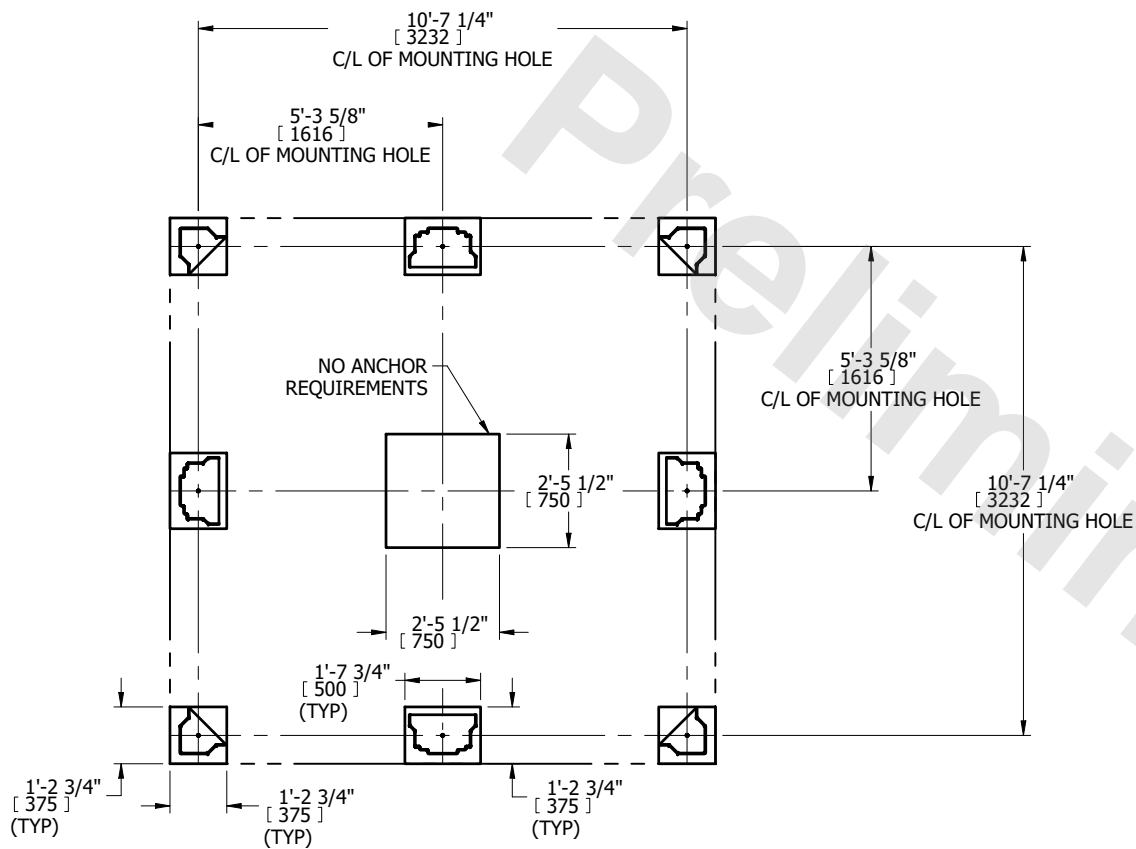 10'-7 1/4"
[ 3232 ]
C/L OF MOUNTING HOLE
5'-3 5/8"
[ 1616 ]
C/L OF MOUNTING HOLE
NO ANCHOR
REQUIREMENTS
5'-3 5/8"
[ 1616 ]
C/L OF MOUNTING HOLE
2'-5 1/2"
[ 750 ]
10'-7 1/4"
[ 3232 ]
C/L OF MOUNTING HOLE
2'-5 1/2"
[ 750 ]
1'-7 3/4"
[ 500 ]
(TYP)
1'-2 3/4"
[ 375 ]
(TYP)
1'-2 3/4"
[ 375 ]
(TYP)
1'-2 3/4"
[ 375 ]
(TYP)